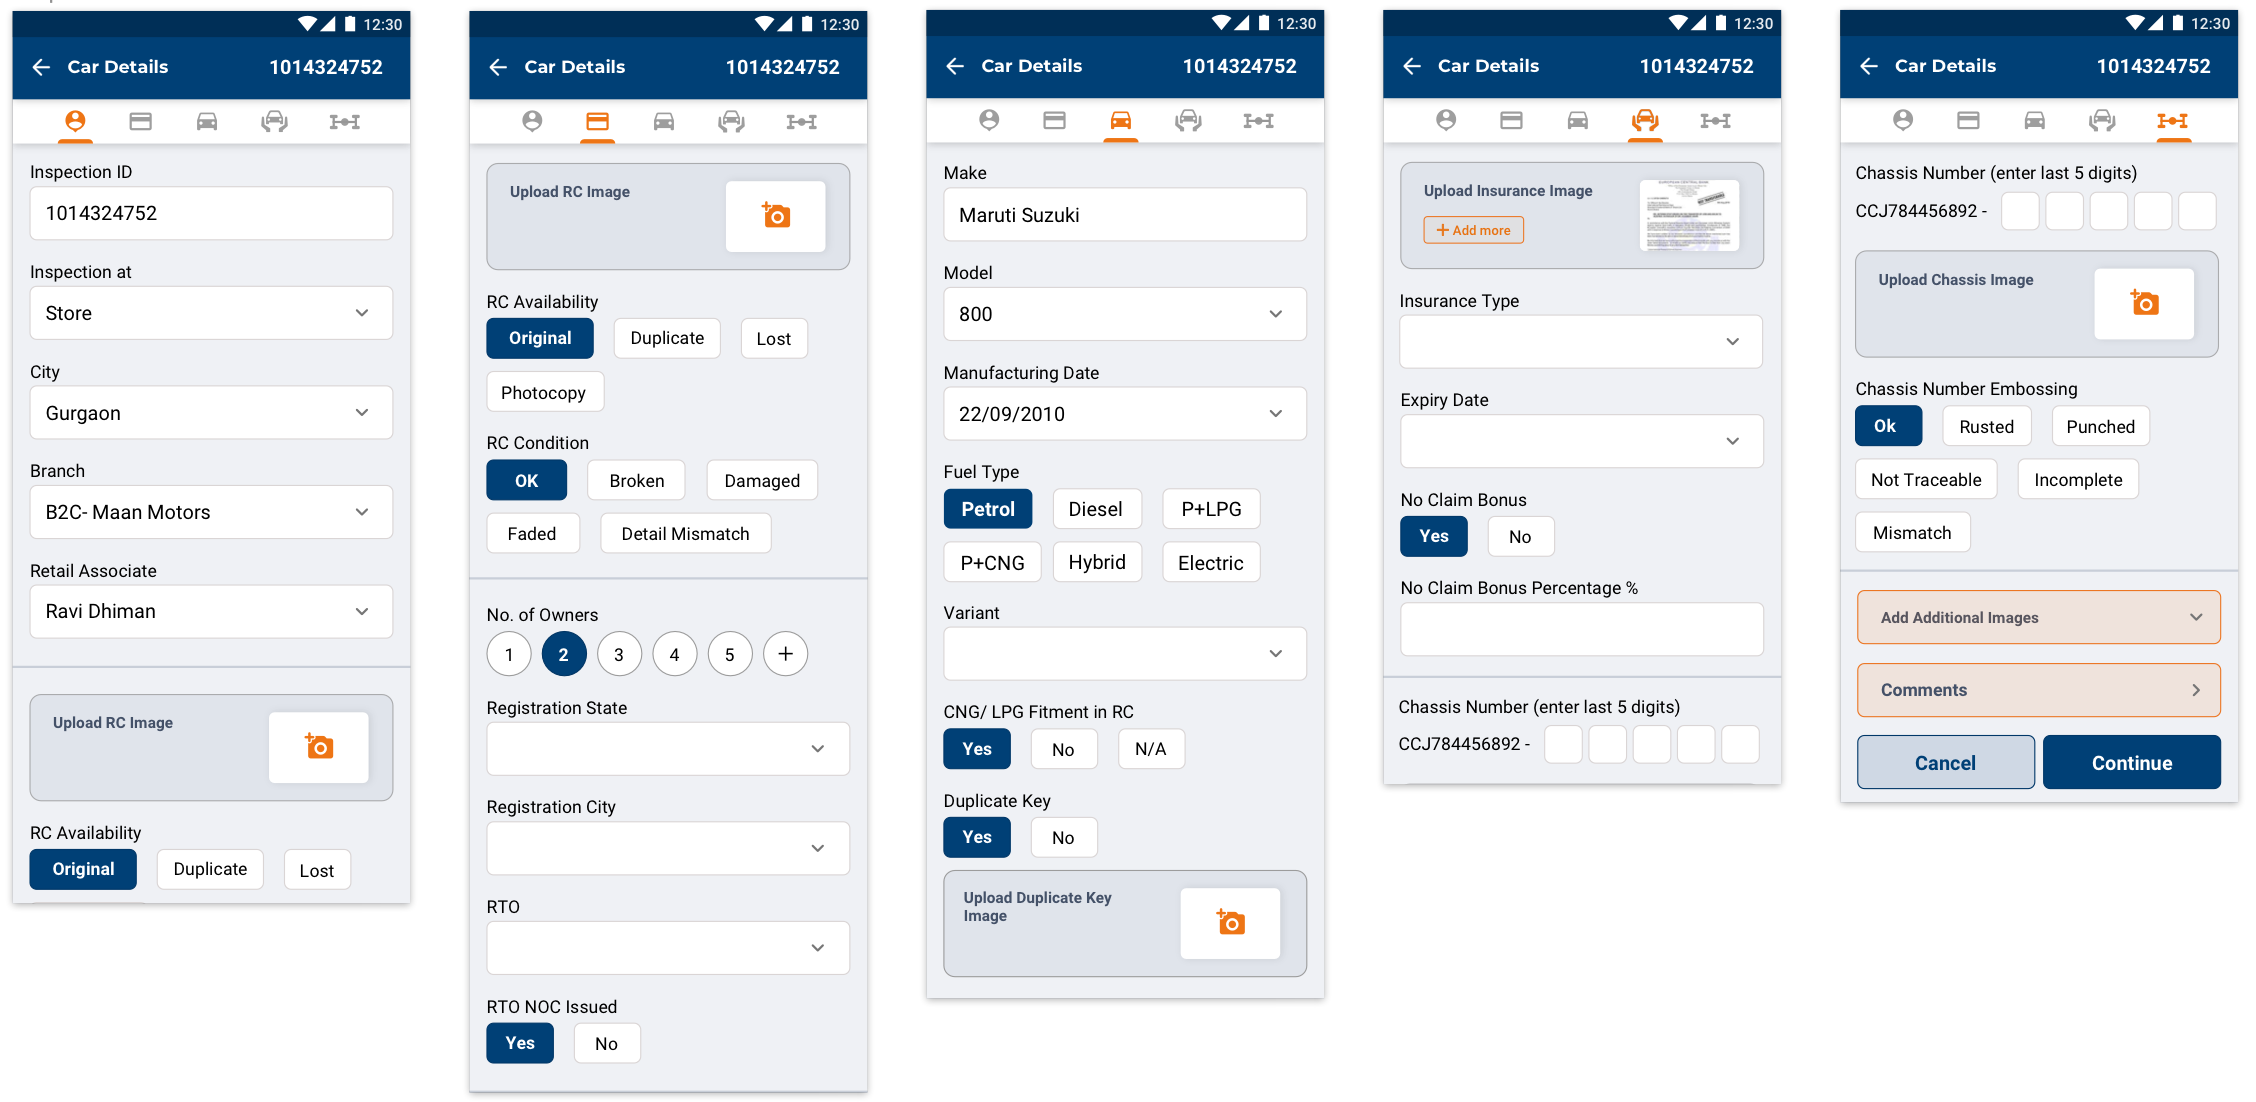 12:30
Car Details
1014324752
Inspection ID
1014324752
Inspection at
Store
City
Gurgaon
Branch
B2C- Maan Motors
Retail Associate
Ravi Dhiman
Upload RC Image
RC Availability
Original Duplicate Lost
12:30
Car Details
1014324752
Upload RC Image
RC Availability
Original Duplicate Lost
Photocopy
RC Condition
OK Broken Damaged
Faded Detail Mismatch
No. of Owners
1 2 3 4 5 +
Registration State
Registration City
RTO
RTO NOC Issued
Yes No
12:30
Car Details
1014324752
Make
Maruti Suzuki
Model
800
Manufacturing Date
22/09/2010
Fuel Type
Petrol Diesel P+LPG
P+CNG Hybrid Electric
Variant
CNG/ LPG Fitment in RC
Yes No N/A
Duplicate Key
Yes No
Upload Duplicate Key
Image
12:30
Car Details
1014324752
Upload Insurance Image
+ Add more
Insurance Type
Expiry Date
No Claim Bonus
Yes No
No Claim Bonus Percentage %
Chassis Number (enter last 5 digits)
CCJ784456892 -
12:30
Car Details
1014324752
Chassis Number (enter last 5 digits)
CCJ784456892 -
Upload Chassis Image
Chassis Number Embossing
Ok Rusted Punched
Not Traceable Incomplete
Mismatch
Add Additional Images
Comments
Cancel Continue